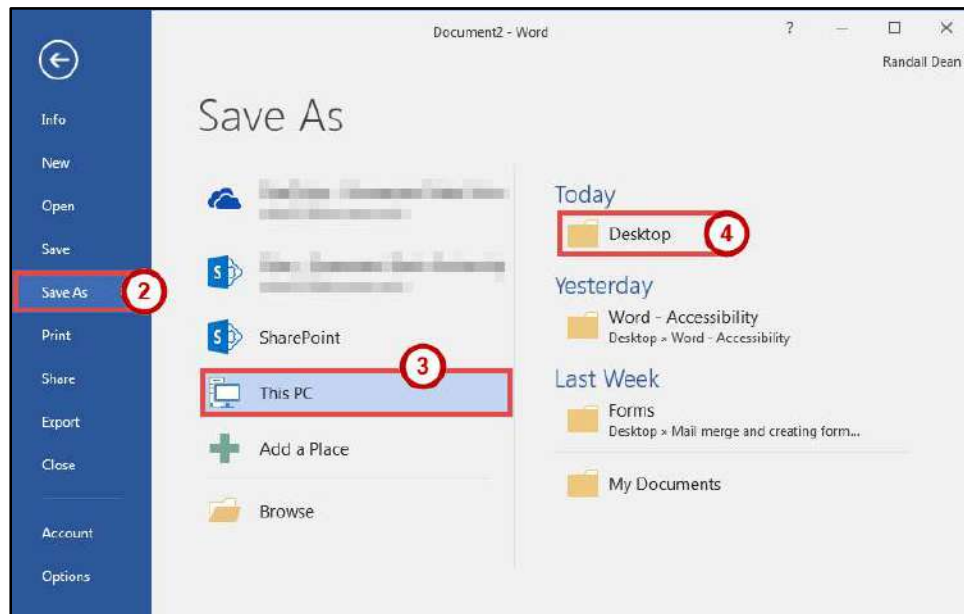 Document2 - Word
?
Randall Dean
Info
New
Open
Save
Save As
2
Print
Share
Export
Close
Account
Options
Save As
SharePoint
3
This PC
Add a Place
Browse
Today
Desktop
4
Yesterday
Word - Accessibility
Desktop » Word - Accessibility
Last Week
Forms
Desktop » Mail merge and creating form...
My Documents